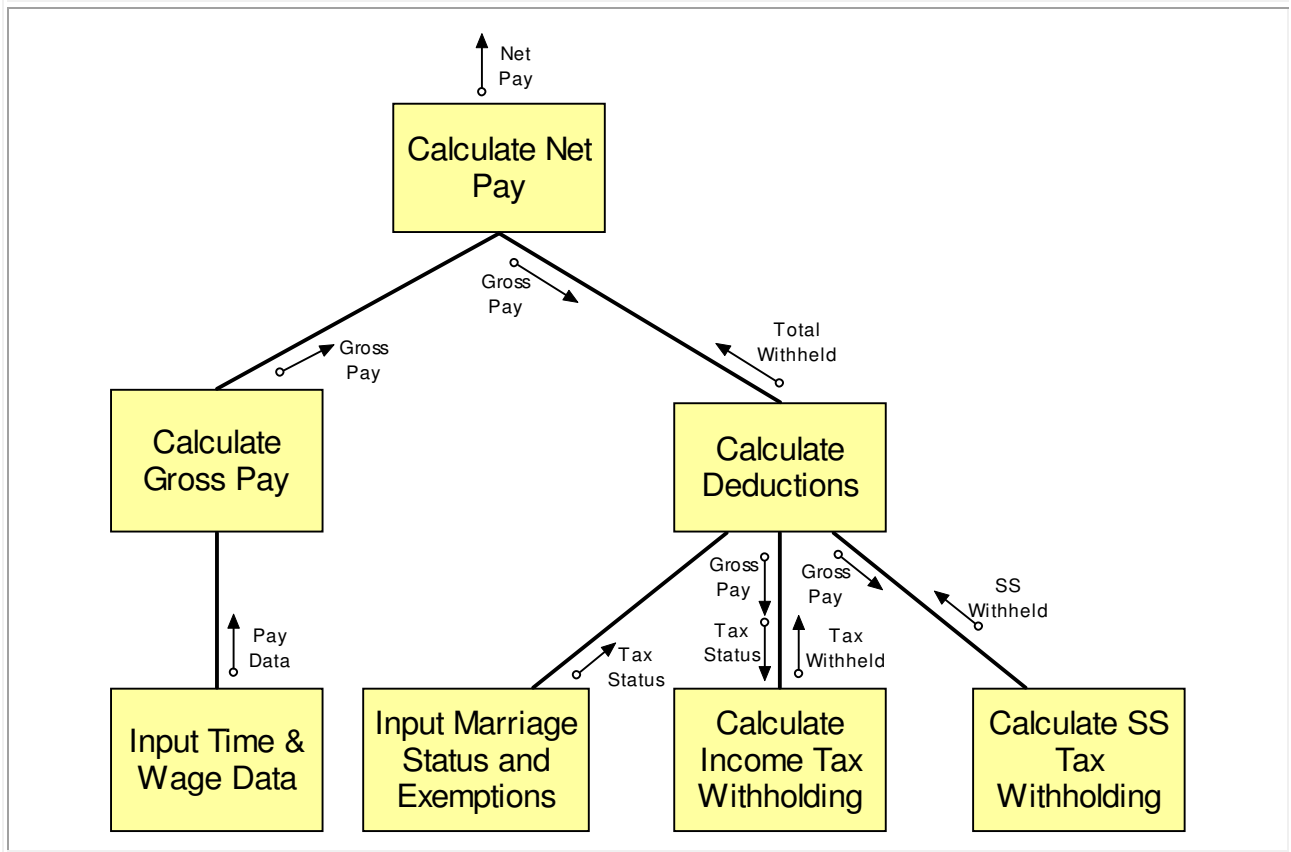 Net
Pay
Calculate Net
Pay
Gross
Pay
Total
Withheld
Gross
Pay
Calculate
Gross Pay
Calculate
Deductions
Gross
Pay
Gross
Pay
SS
Withheld
Pay
Data
Tax
Status
Tax
Status
Tax
Withheld
Input Time &
Wage Data
Input Marriage
Status and
Exemptions
Calculate
Income Tax
Withholding
Calculate SS
Tax
Withholding